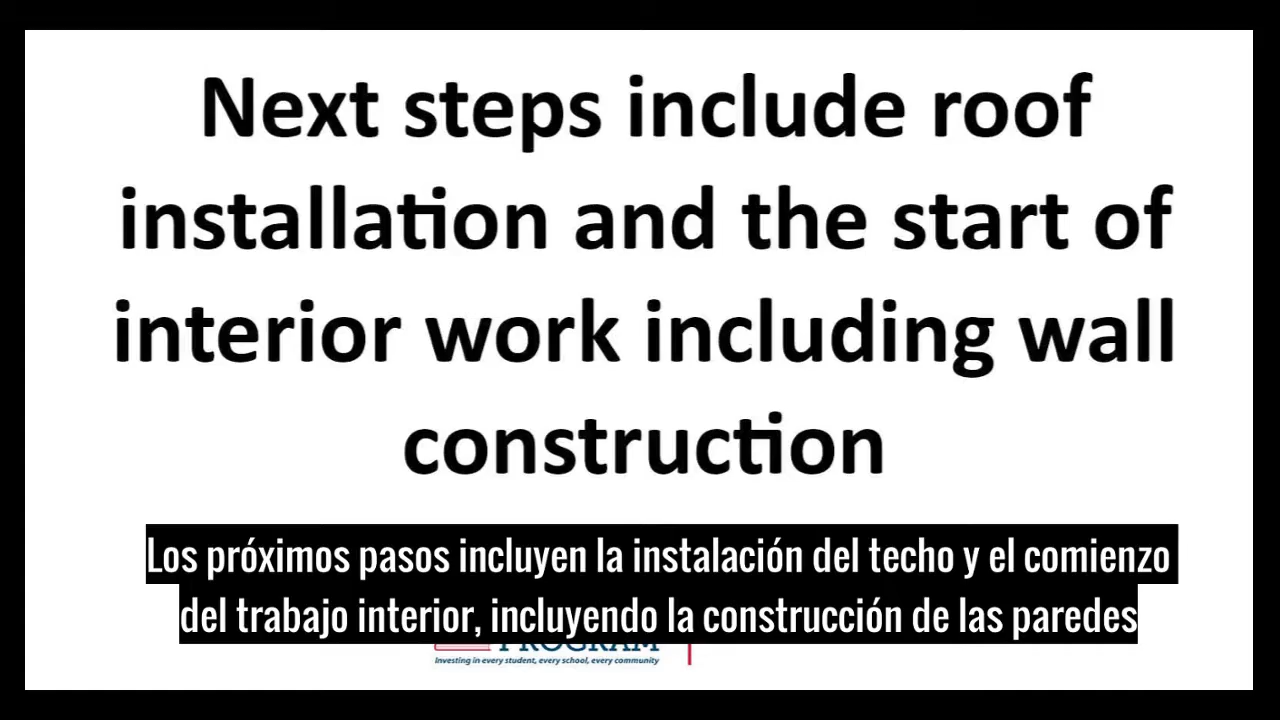 Next steps include roof
installation and the start of
interior work including wall
construction
Los próximos pasos incluyen la instalación del techo y el comienzo
del trabajo interior, incluyendo la construcción de las paredes
PROGRAM
Investing in every student, every school, every community